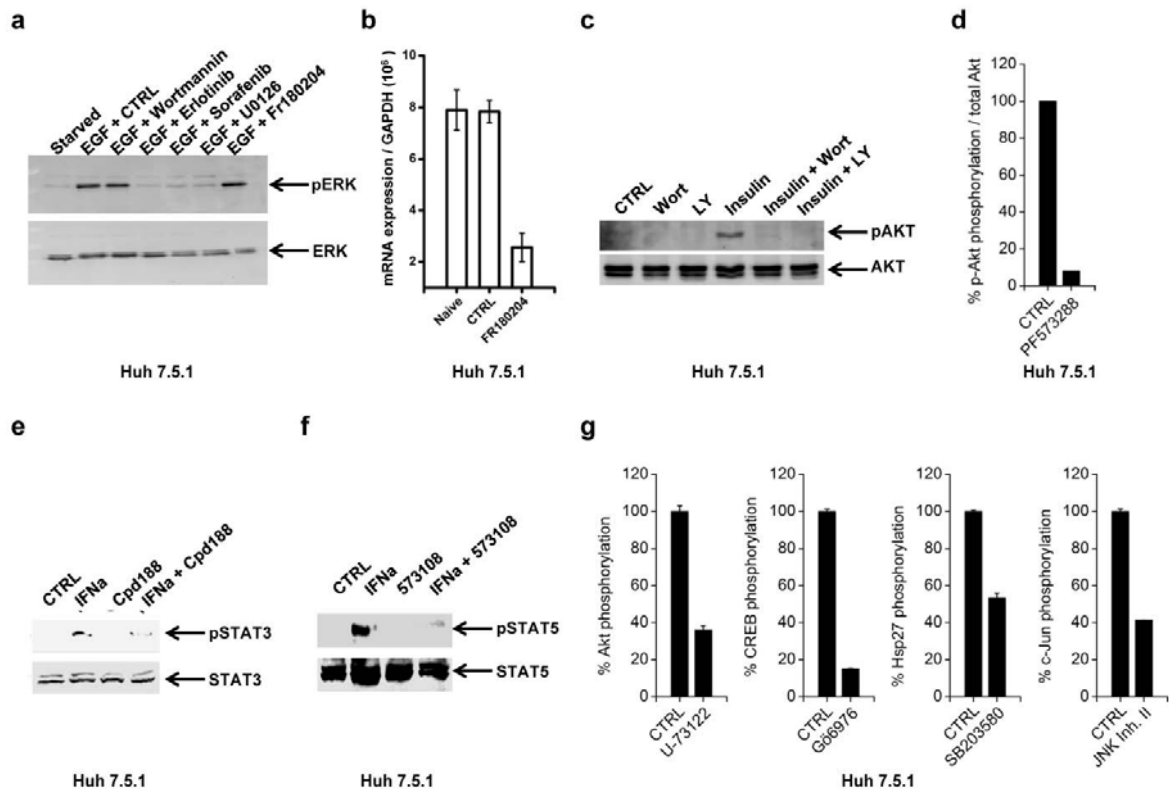 a
Starved
EGF + CTRL
EGF + Wortmannin
EGF + Erlotinib
EGF + Sorafenib
EGF + U0126
EGF + Fr180204
pERK
ERK
Huh 7.5.1
b
mRNA expression / GAPDH (10⁶)
10
8
6
4
2
Naive
CTRL
FR180204
Huh 7.5.1
c
CTRL
Wort
LY
Insulin
Insulin + Wort
Insulin + LY
pAKT
AKT
Huh 7.5.1
d
% p-Akt phosphorylation / total Akt
120
100
80
60
40
20
0
CTRL
PF573288
Huh 7.5.1
e
CTRL
IFNa
Cpd188
IFNa + Cpd188
pSTAT3
STAT3
Huh 7.5.1
f
CTRL
IFNa
573108
IFNa + 573108
pSTAT5
STAT5
Huh 7.5.1
g
% Akt phosphorylation
120
100
80
60
40
20
0
CTRL
U-73122
% CREB phosphorylation
120
100
80
60
40
20
0
CTRL
Gö6976
% Hsp27 phosphorylation
120
100
80
60
40
20
0
CTRL
SB203580
% c-Jun phosphorylation
120
100
80
60
40
20
0
CTRL
JNK Inh. II
Huh 7.5.1